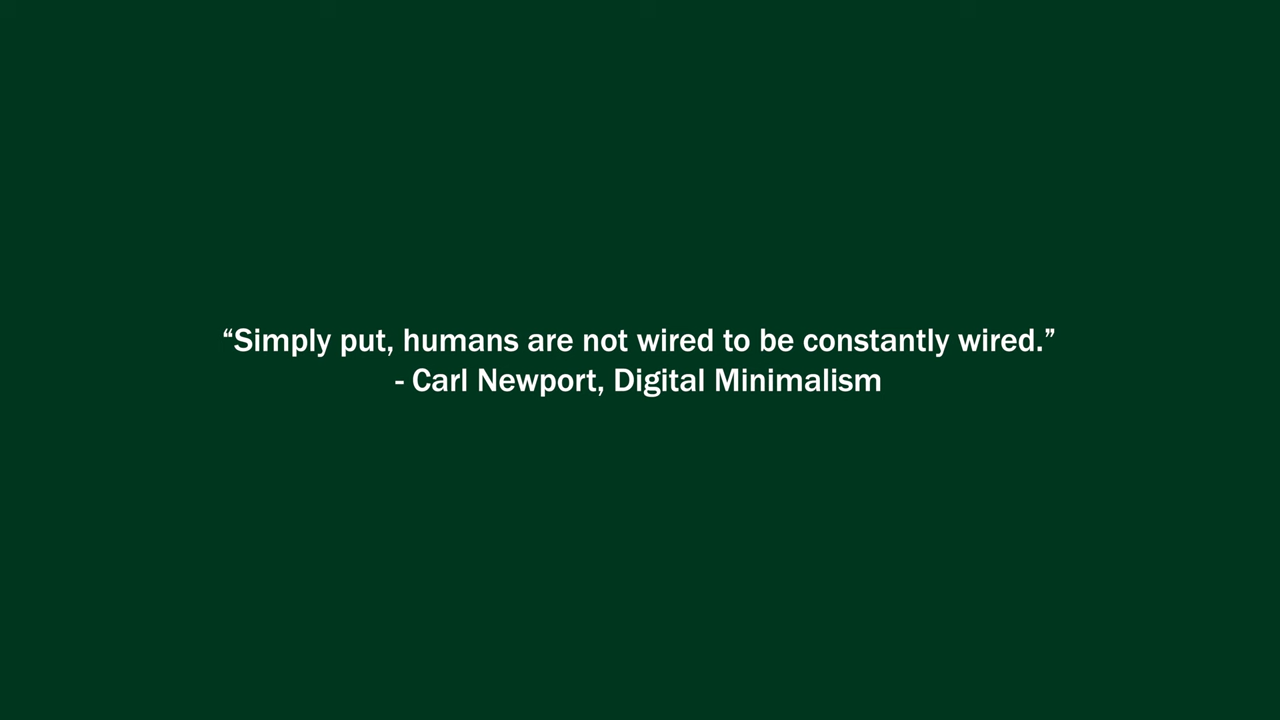 “Simply put, humans are not wired to be constantly wired.”
- Carl Newport, Digital Minimalism